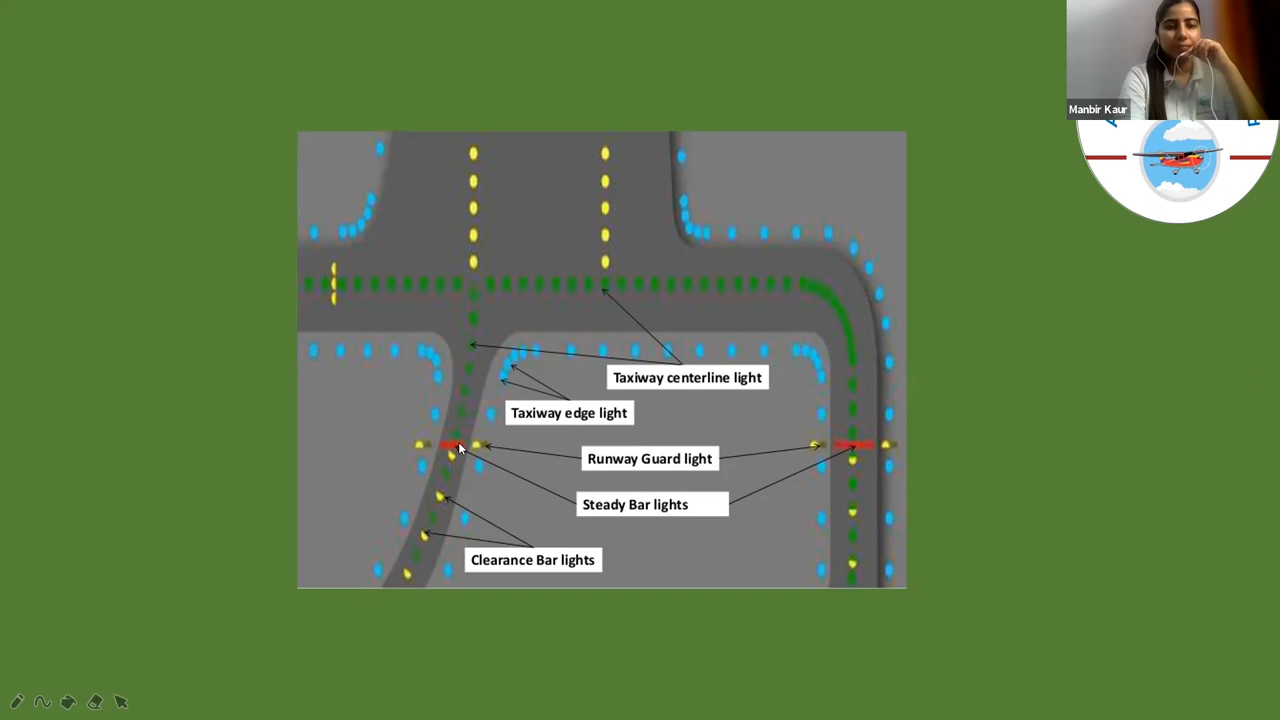 Manbir Kaur
Taxiway centerline light
Taxiway edge light
Runway Guard light
Steady Bar lights
Clearance Bar lights